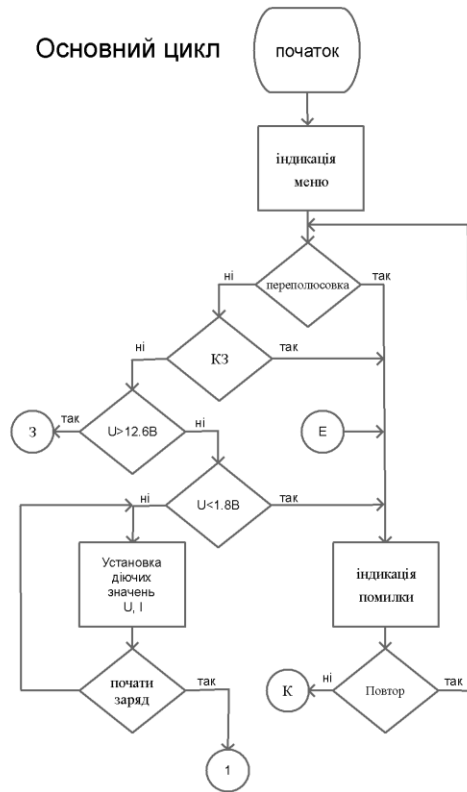 Основний цикл
початок
індикація
меню
ні
переполюсовка
так
ні
КЗ
так
З
так
U>12.6В
ні
Е
ні
U<1.8В
так
Установка
діючих
значень
U, I
індикація
помилки
почати
заряд
так
К
ні
Повтор
так
1